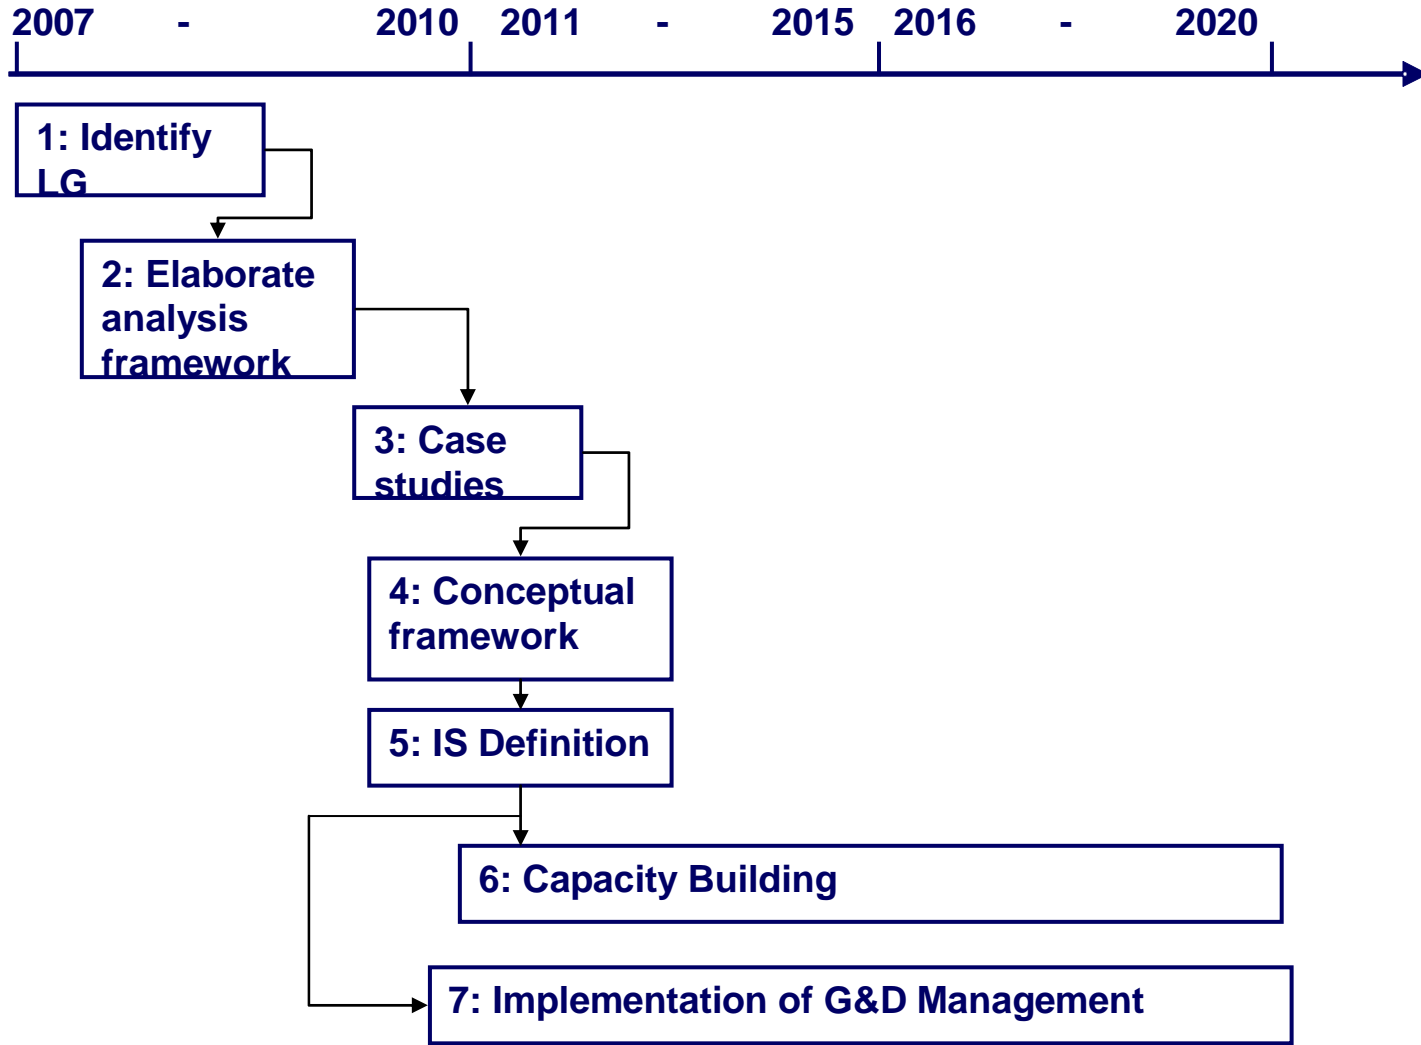 2007 - 2010 2011 - 2015 2016 - 2020
1: Identify
LG
2: Elaborate
analysis
framework
3: Case
studies
4: Conceptual
framework
5: IS Definition
6: Capacity Building
7: Implementation of G&D Management